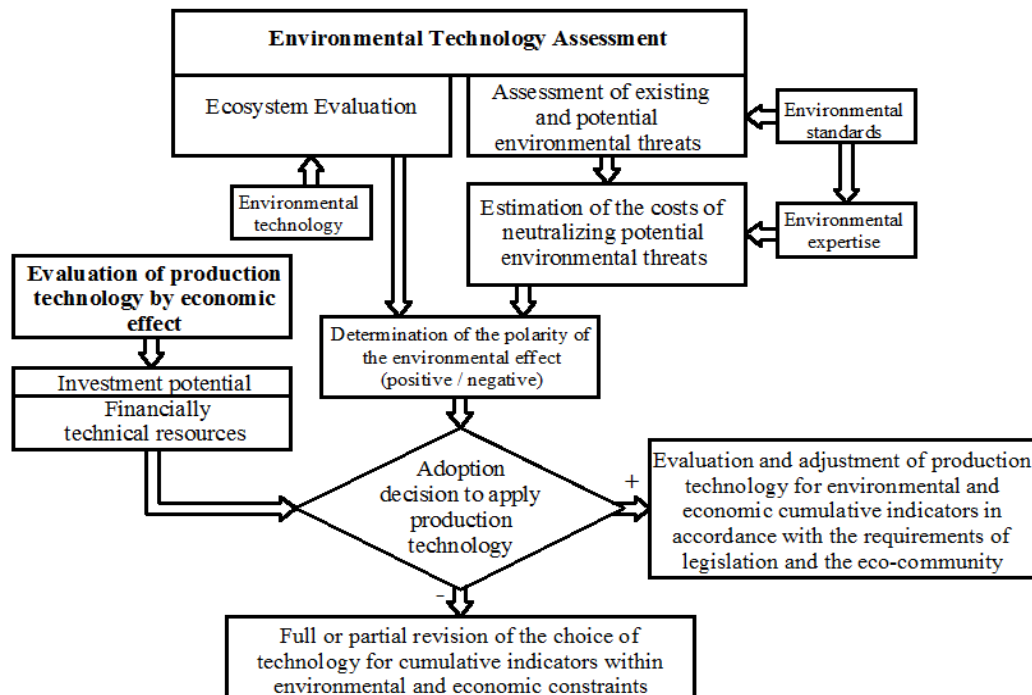 Environmental Technology Assessment
Ecosystem Evaluation
Assessment of existing
and potential
environmental threats
Environmental
standards
Environmental
technology
Estimation of the costs of
neutralizing potential
environmental threats
Environmental
expertise
Evaluation of production
technology by economic
effect
Determination of the polarity of
the environmental effect
(positive / negative)
Investment potential
Financially
technical resources
Adoption
decision to apply
production
technology
+
Evaluation and adjustment of production
technology for environmental and
economic cumulative indicators in
accordance with the requirements of
legislation and the eco-community
-
Full or partial revision of the choice of
technology for cumulative indicators within
environmental and economic constraints